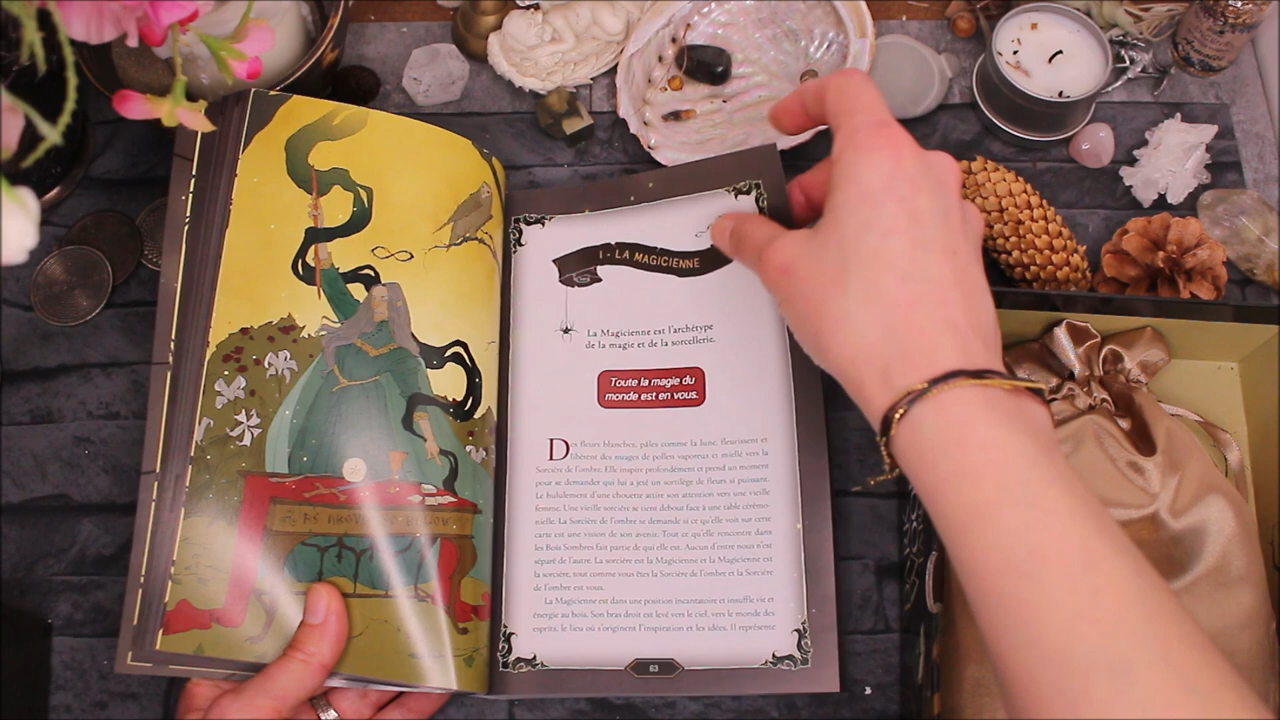 AS ABOVE SO BELOW
I - LA MAGICIENNE
La Magicienne est l'archétype
de la magie et de la sorcellerie.
Toute la magie du
monde est en vous.
Des fleurs blanches, pâles comme la lune, fleurissent et
libèrent des nuages de pollen vaporeux et miellé vers la
Sorcière de l'ombre. Elle inspire profondément et prend un moment
pour se demander qui lui a jeté un sortilège de fleurs si puissant.
Le hululement d'une chouette attire son attention vers une vieille
femme. Une vieille sorcière se tient debout face à une table cérémo-
nielle. La Sorcière de l'ombre se demande si ce qu'elle voit sur cette
carte est une vision de son avenir. Tout ce qu'elle rencontre dans
les Bois Sombres fait partie de qui elle est. Aucun d'entre nous n'est
séparé de l'autre. La sorcière est la Magicienne et la Magicienne est
la sorcière, tout comme vous êtes la Sorcière de l'ombre et la Sorcière
de l'ombre est vous.
La Magicienne est dans une position incantatoire et insuffle vie et
énergie au bois. Son bras droit est levé vers le ciel, vers le monde des
esprits, le lieu où s'originent l'inspiration et les idées. Il représente
63